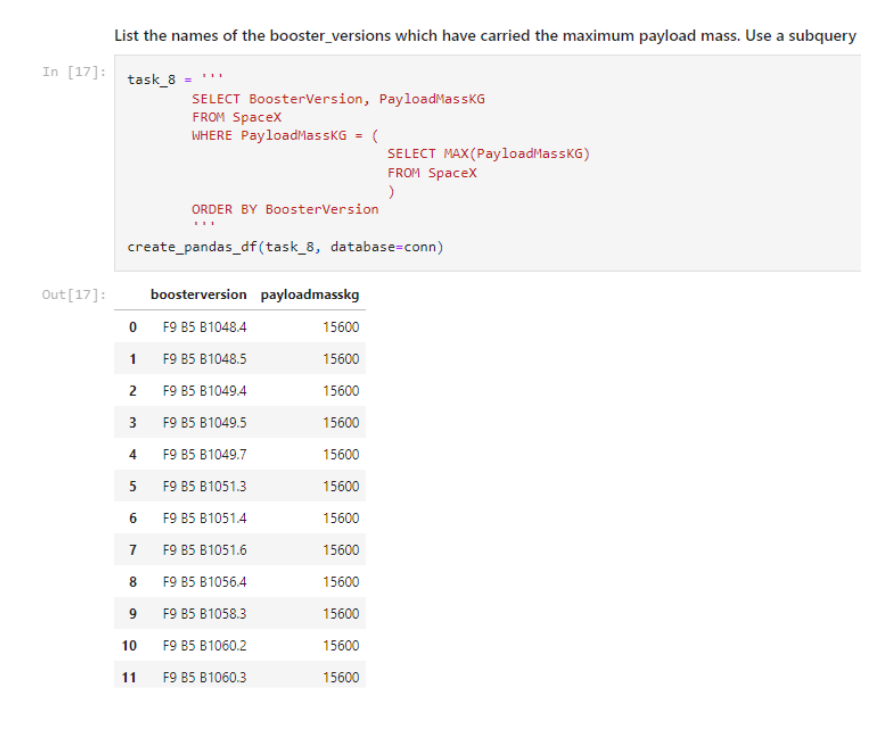 List the names of the booster_versions which have carried the maximum payload mass. Use a subquery
In [17]:
task_8 = '''
SELECT BoosterVersion, PayloadMassKG
FROM SpaceX
WHERE PayloadMassKG = (
SELECT MAX(PayloadMassKG)
FROM SpaceX
)
ORDER BY BoosterVersion
'''
create_pandas_df(task_8, database=conn)
Out[17]:
boosterversion payloadmasskg
0 F9 B5 B1048.4 15600
1 F9 B5 B1048.5 15600
2 F9 B5 B1049.4 15600
3 F9 B5 B1049.5 15600
4 F9 B5 B1049.7 15600
5 F9 B5 B1051.3 15600
6 F9 B5 B1051.4 15600
7 F9 B5 B1051.6 15600
8 F9 B5 B1056.4 15600
9 F9 B5 B1058.3 15600
10 F9 B5 B1060.2 15600
11 F9 B5 B1060.3 15600